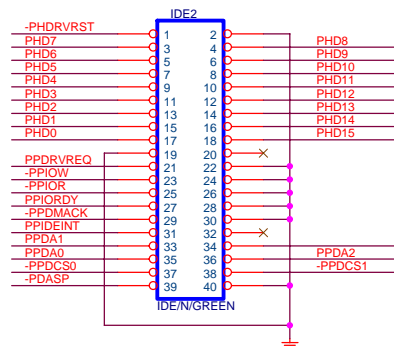 IDE2
-PHDRVRST 1 2
PHD7 3 4 PHD8
PHD6 5 6 PHD9
PHD5 7 8 PHD10
PHD4 9 10 PHD11
PHD3 11 12 PHD12
PHD2 13 14 PHD13
PHD1 15 16 PHD14
PHD0 17 18 PHD15
19 20
PPDRVREQ 21 22
-PPIOW 23 24
-PPIOR 25 26
PPIORDY 27 28
-PPDMACK 29 30
PPIDEINT 31 32
PPDA1 33 34
PPDA0 35 36 PPDA2
-PPDCS0 37 38 -PPDCS1
-PDASP 39 40
IDE/N/GREEN